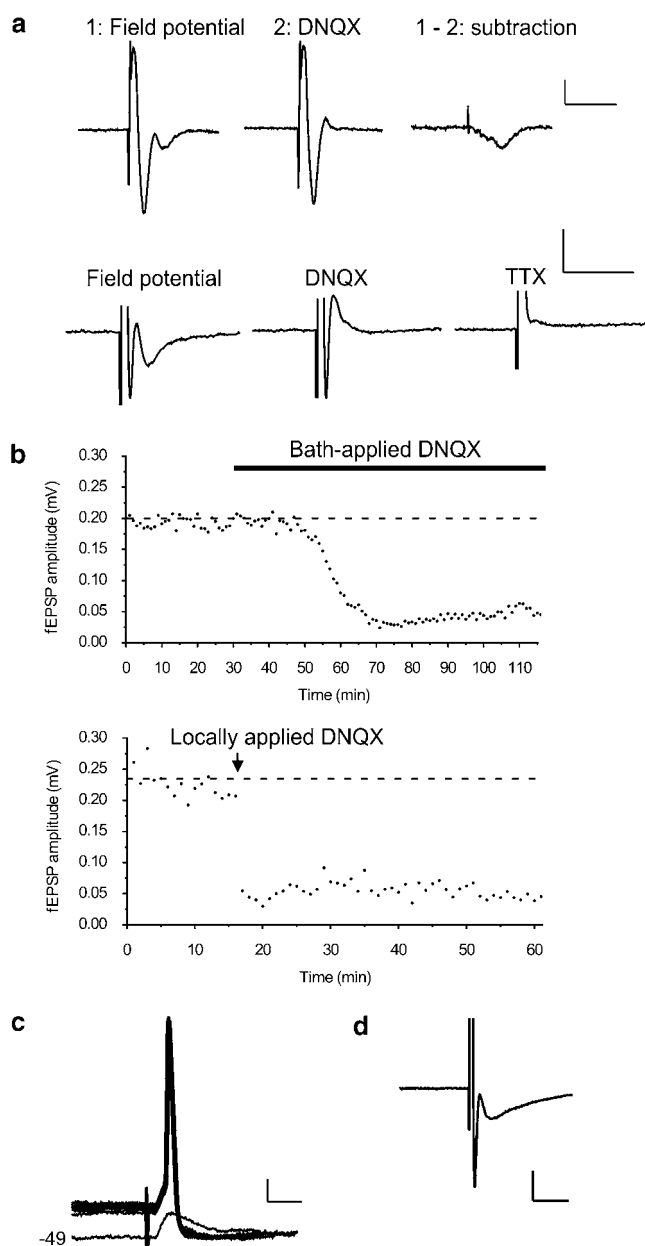 a
1: Field potential 2: DNQX 1 - 2: subtraction
Field potential DNQX TTX
b
Bath-applied DNQX
fEPSP amplitude (mV)
0.30
0.25
0.20
0.15
0.10
0.05
0.00
0 10 20 30 40 50 60 70 80 90 100 110
Time (min)
Locally applied DNQX
fEPSP amplitude (mV)
0.30
0.25
0.20
0.15
0.10
0.05
0.00
0 10 20 30 40 50 60
Time (min)
c
-49
d